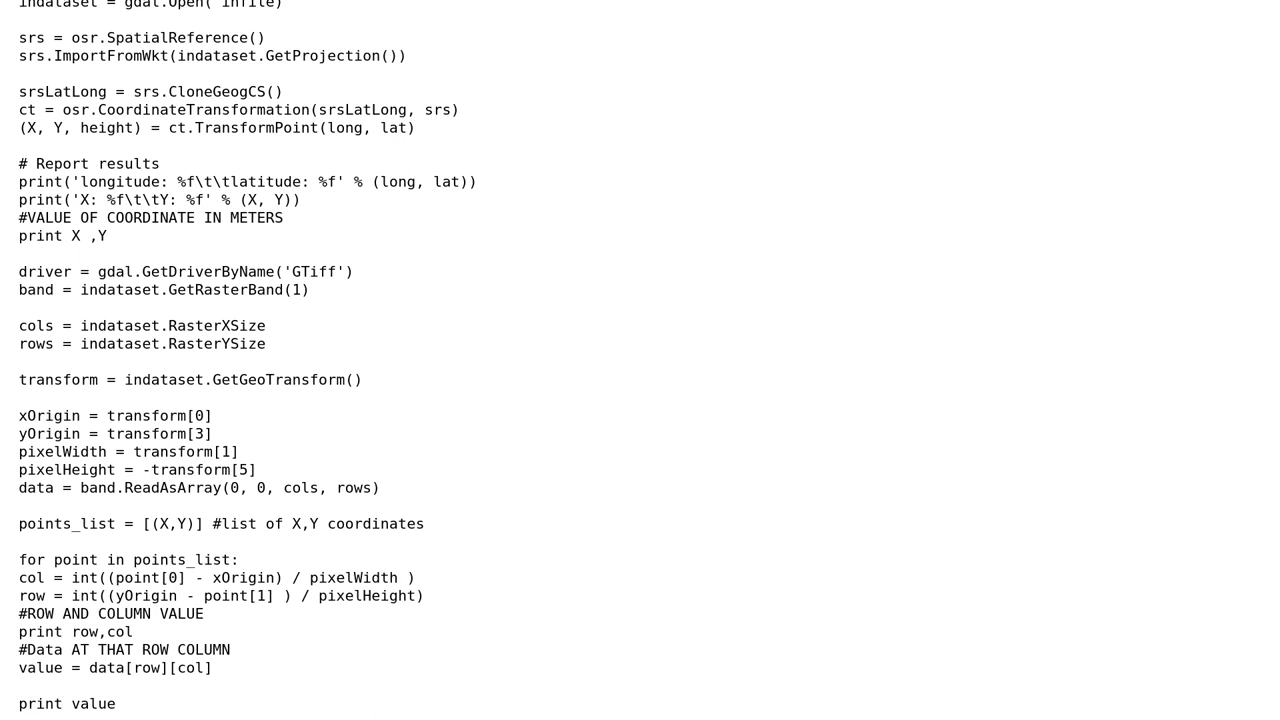 indataset = gdal.Open( infile)
srs = osr.SpatialReference()
srs.ImportFromWkt(indataset.GetProjection())
srsLatLong = srs.CloneGeogCS()
ct = osr.CoordinateTransformation(srsLatLong, srs)
(X, Y, height) = ct.TransformPoint(long, lat)
# Report results
print('longitude: %f\t\tlatitude: %f' % (long, lat))
print('X: %f\t\tY: %f' % (X, Y))
#VALUE OF COORDINATE IN METERS
print X ,Y
driver = gdal.GetDriverByName('GTiff')
band = indataset.GetRasterBand(1)
cols = indataset.RasterXSize
rows = indataset.RasterYSize
transform = indataset.GetGeoTransform()
xOrigin = transform[0]
yOrigin = transform[3]
pixelWidth = transform[1]
pixelHeight = -transform[5]
data = band.ReadAsArray(0, 0, cols, rows)
points_list = [(X,Y)] #list of X,Y coordinates
for point in points_list:
col = int((point[0] - xOrigin) / pixelWidth )
row = int((yOrigin - point[1] ) / pixelHeight)
#ROW AND COLUMN VALUE
print row,col
#Data AT THAT ROW COLUMN
value = data[row][col]
print value